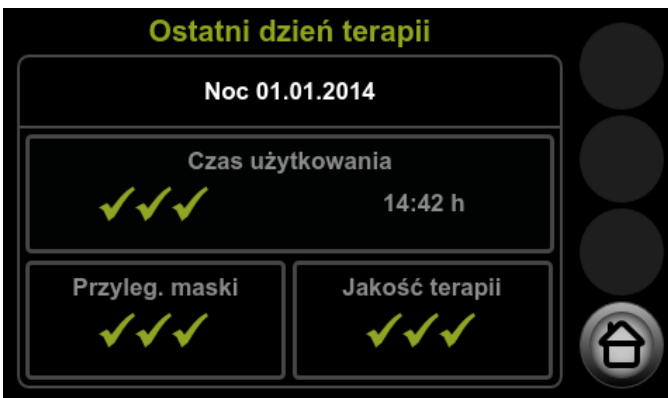 Ostatni dzień terapii
Noc 01.01.2014
Czas użytkowania
14:42 h
Przyleg. maski
Jakość terapii